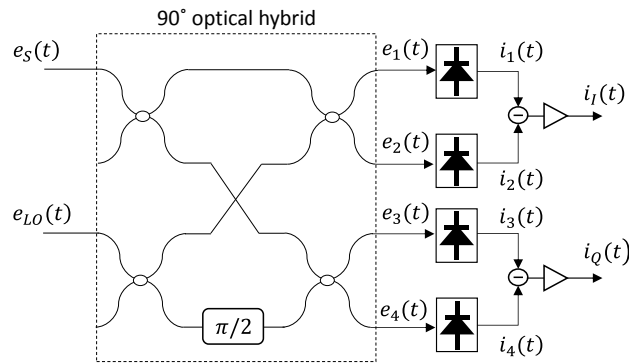 90° optical hybrid
e_S(t)
e_1(t)
i_1(t)
i_I(t)
e_2(t)
i_2(t)
e_LO(t)
e_3(t)
i_3(t)
i_Q(t)
π/2
e_4(t)
i_4(t)